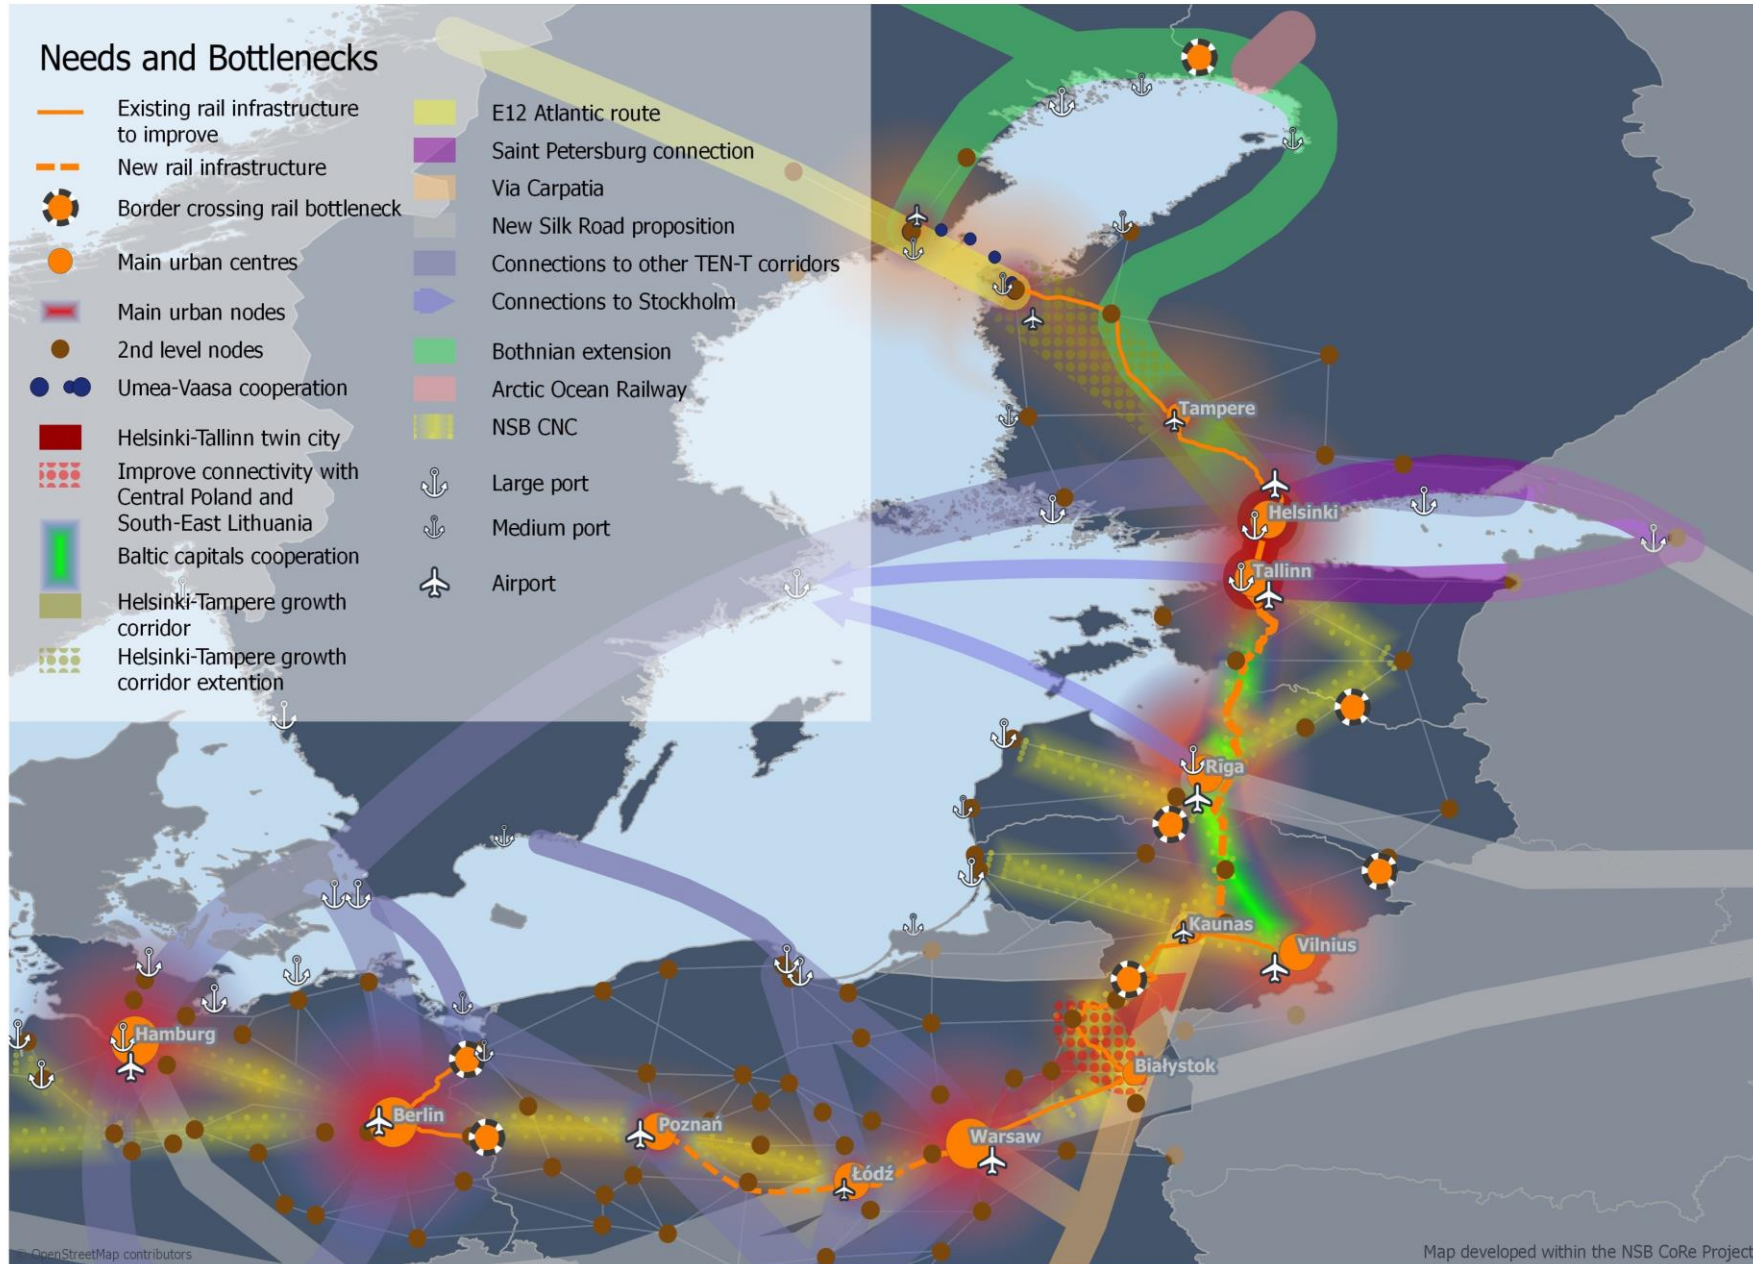 Needs and Bottlenecks
Existing rail infrastructure
to improve
New rail infrastructure
Border crossing rail bottleneck
Main urban centres
Main urban nodes
2nd level nodes
Umea-Vaasa cooperation
Helsinki-Tallinn twin city
Improve connectivity with
Central Poland and
South-East Lithuania
Baltic capitals cooperation
Helsinki-Tampere growth
corridor
Helsinki-Tampere growth
corridor extention
E12 Atlantic route
Saint Petersburg connection
Via Carpatia
New Silk Road proposition
Connections to other TEN-T corridors
Connections to Stockholm
Bothnian extension
Arctic Ocean Railway
NSB CNC
Large port
Medium port
Airport
Tampere
Helsinki
Tallinn
Rīga
Kaunas
Vilnius
Hamburg
Białystok
Berlin
Poznań
Warsaw
Łódź
© OpenStreetMap contributors
Map developed within the NSB CoRe Project